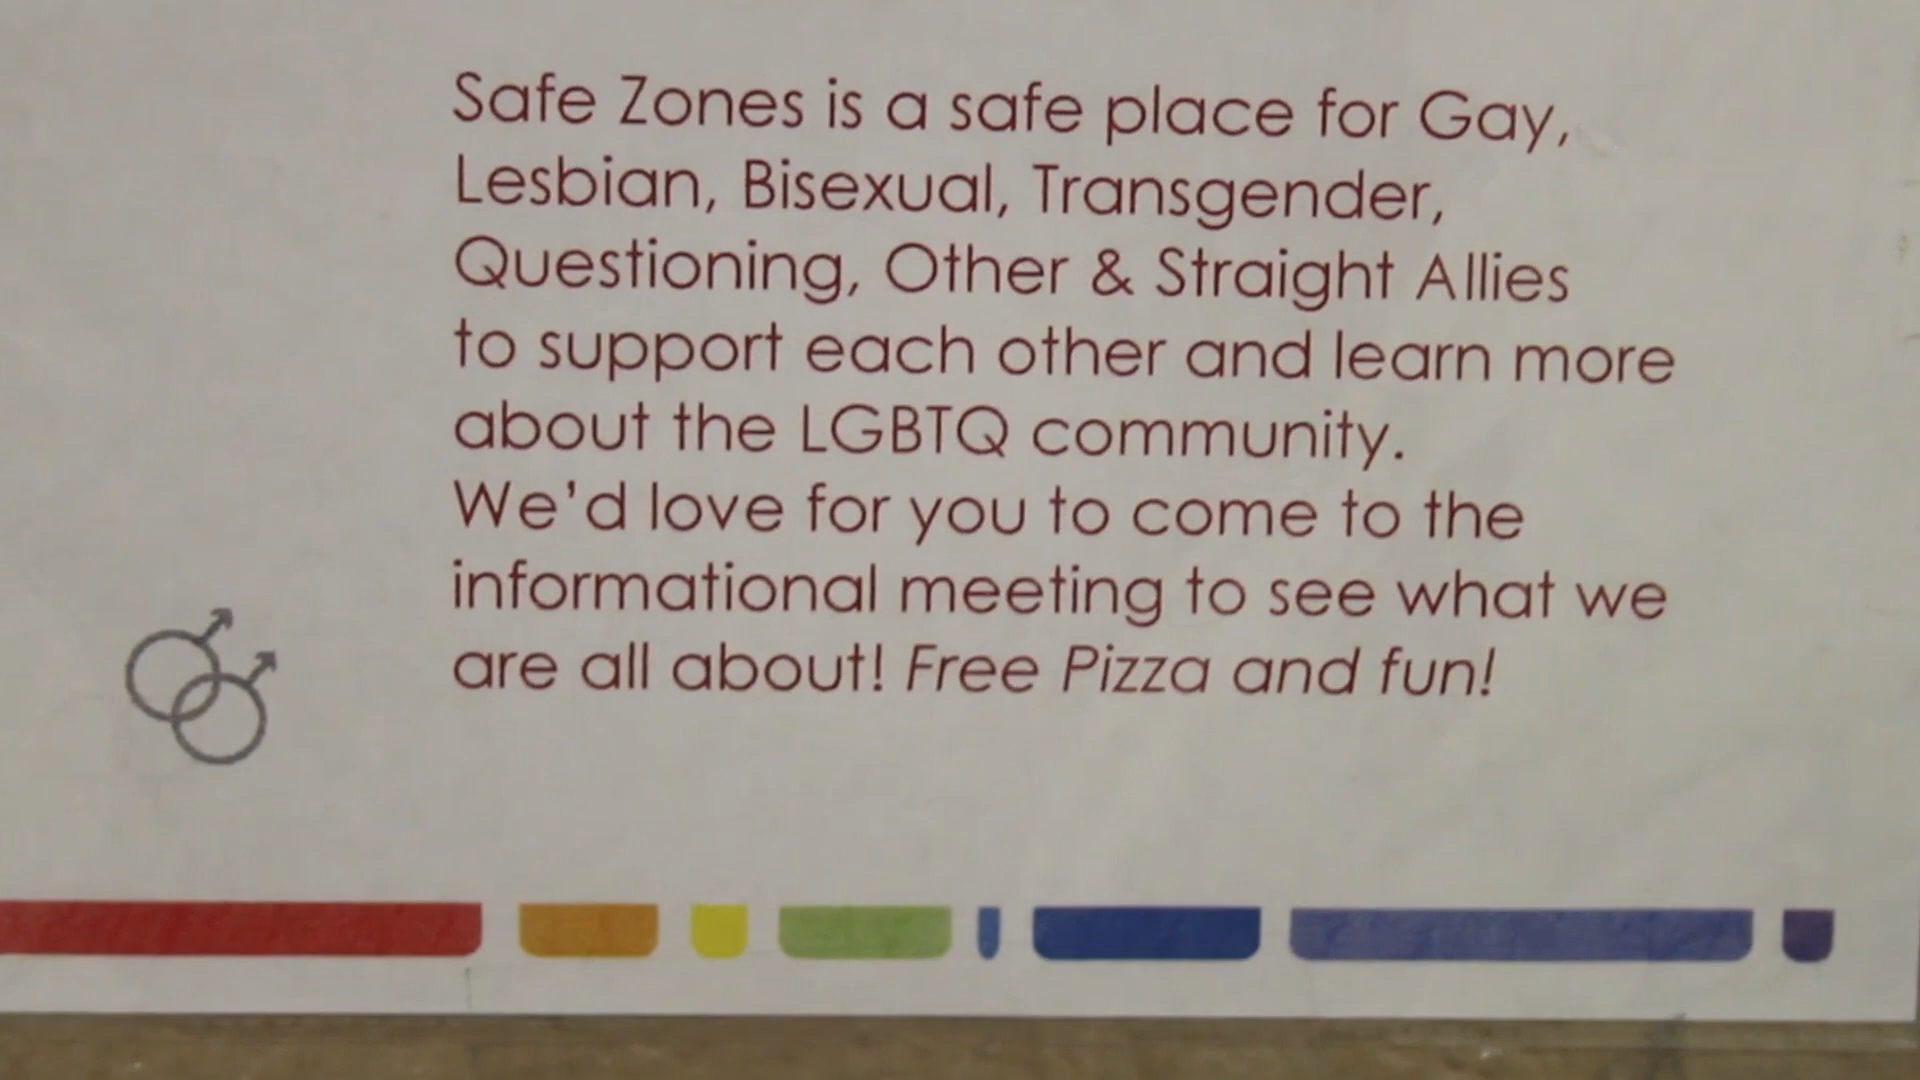 Safe Zones is a safe place for Gay,
Lesbian, Bisexual, Transgender,
Questioning, Other & Straight Allies
to support each other and learn more
about the LGBTQ community.
We'd love for you to come to the
informational meeting to see what we
are all about! Free Pizza and fun!